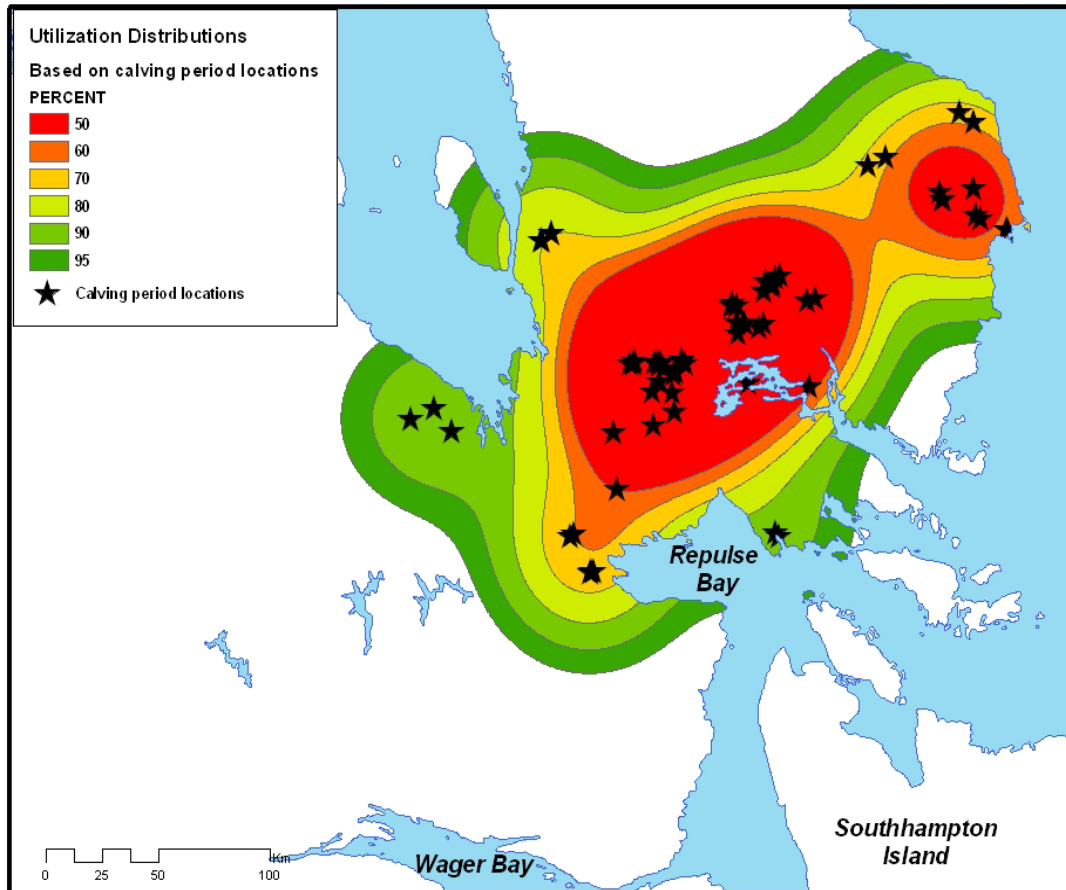 Utilization Distributions
Based on calving period locations
PERCENT
50
60
70
80
90
95
Calving period locations
Repulse
Bay
Southhampton
Island
Wager Bay
Km
0 25 50 100